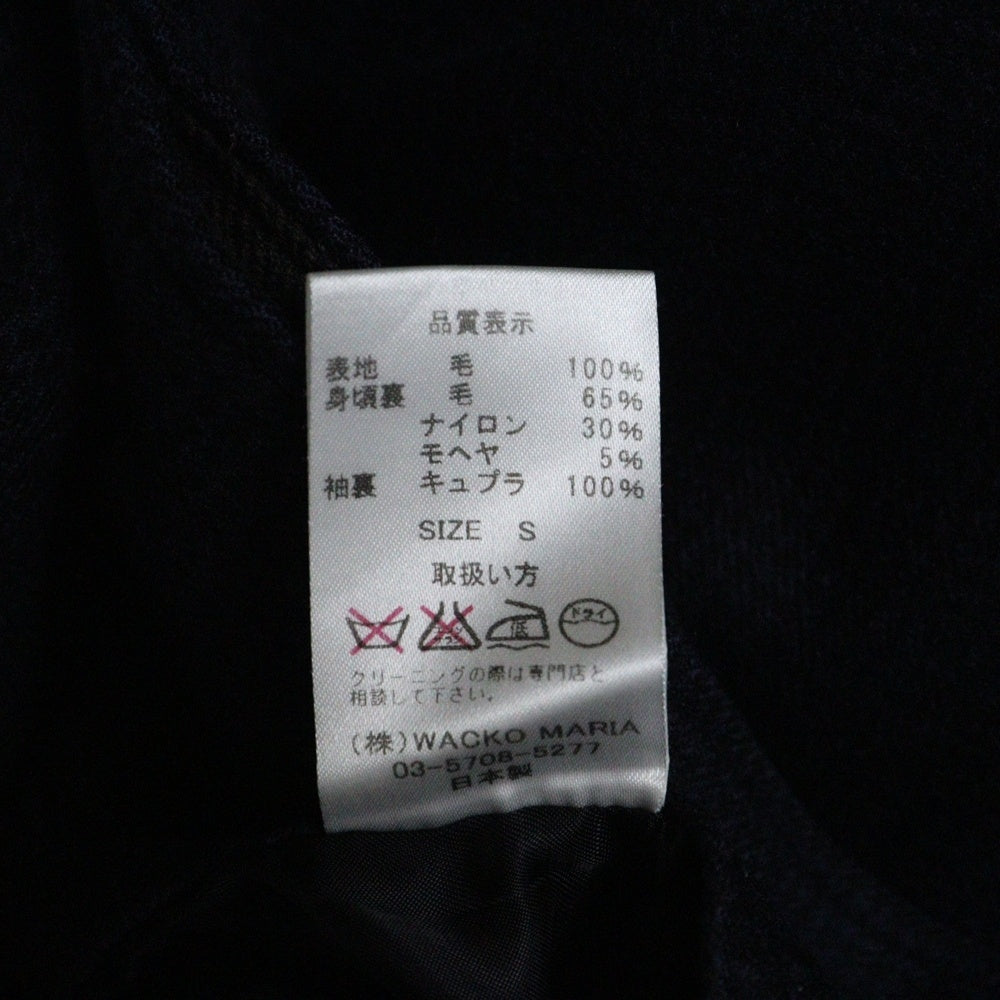 品質表示
表地 毛 100%
身頃裏 毛 65%
ナイロン 30%
モヘヤ 5%
袖裏 キュプラ 100%
SIZE S
取扱い方
低 ドライ
クリーニングの際は専門店と
相談して下さい。
(株)WACKO MARIA
03-5708-5277
日本製